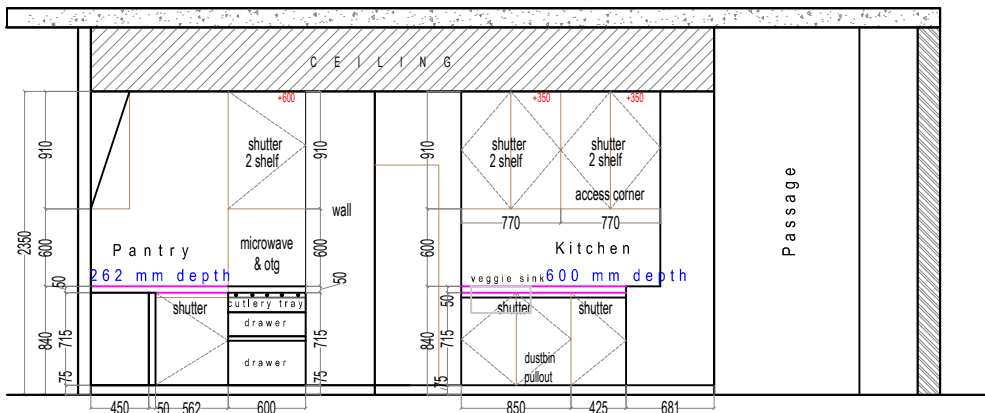 CEILING
+600
+350
+350
shutter
2 shelf
shutter
2 shelf
shutter
2 shelf
910
910
910
access corner
wall
770
770
Pantry
microwave
& otg
Kitchen
2350
600
600
600
262 mm depth
veggie sink
600 mm depth
50
50
50
shutter
cutlery tray
shutter
shutter
drawer
840
715
715
840
715
drawer
dustbin
pullout
75
75
75
450
50
562
600
850
425
681
Passage